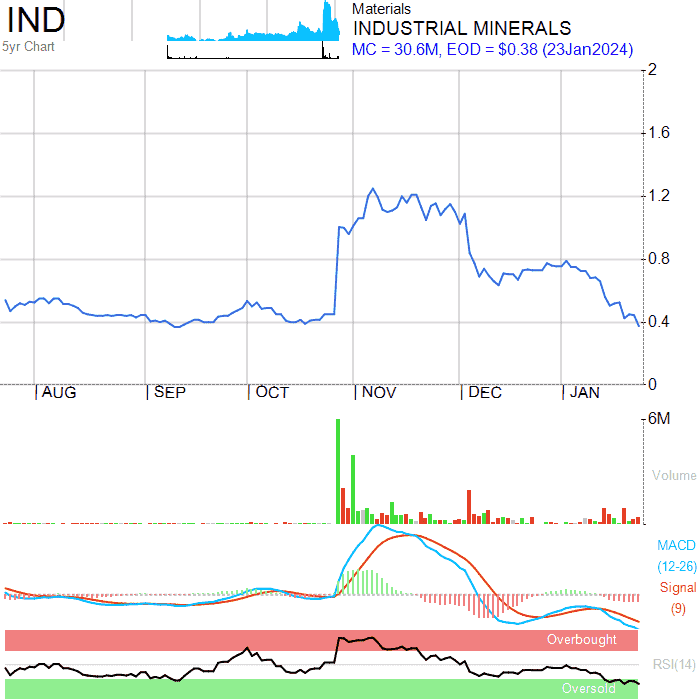 IND
5yr Chart
Materials
INDUSTRIAL MINERALS
MC = 30.6M, EOD = $0.38 (23Jan2024)
2
1.6
1.2
0.8
0.4
0
AUG SEP OCT NOV DEC JAN
6M
Volume
MACD
(12-26)
Signal
(9)
Overbought
RSI(14)
Oversold